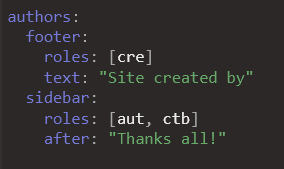 authors:
  footer:
    roles: [cre]
    text: "Site created by"
  sidebar:
    roles: [aut, ctb]
    after: "Thanks all!"